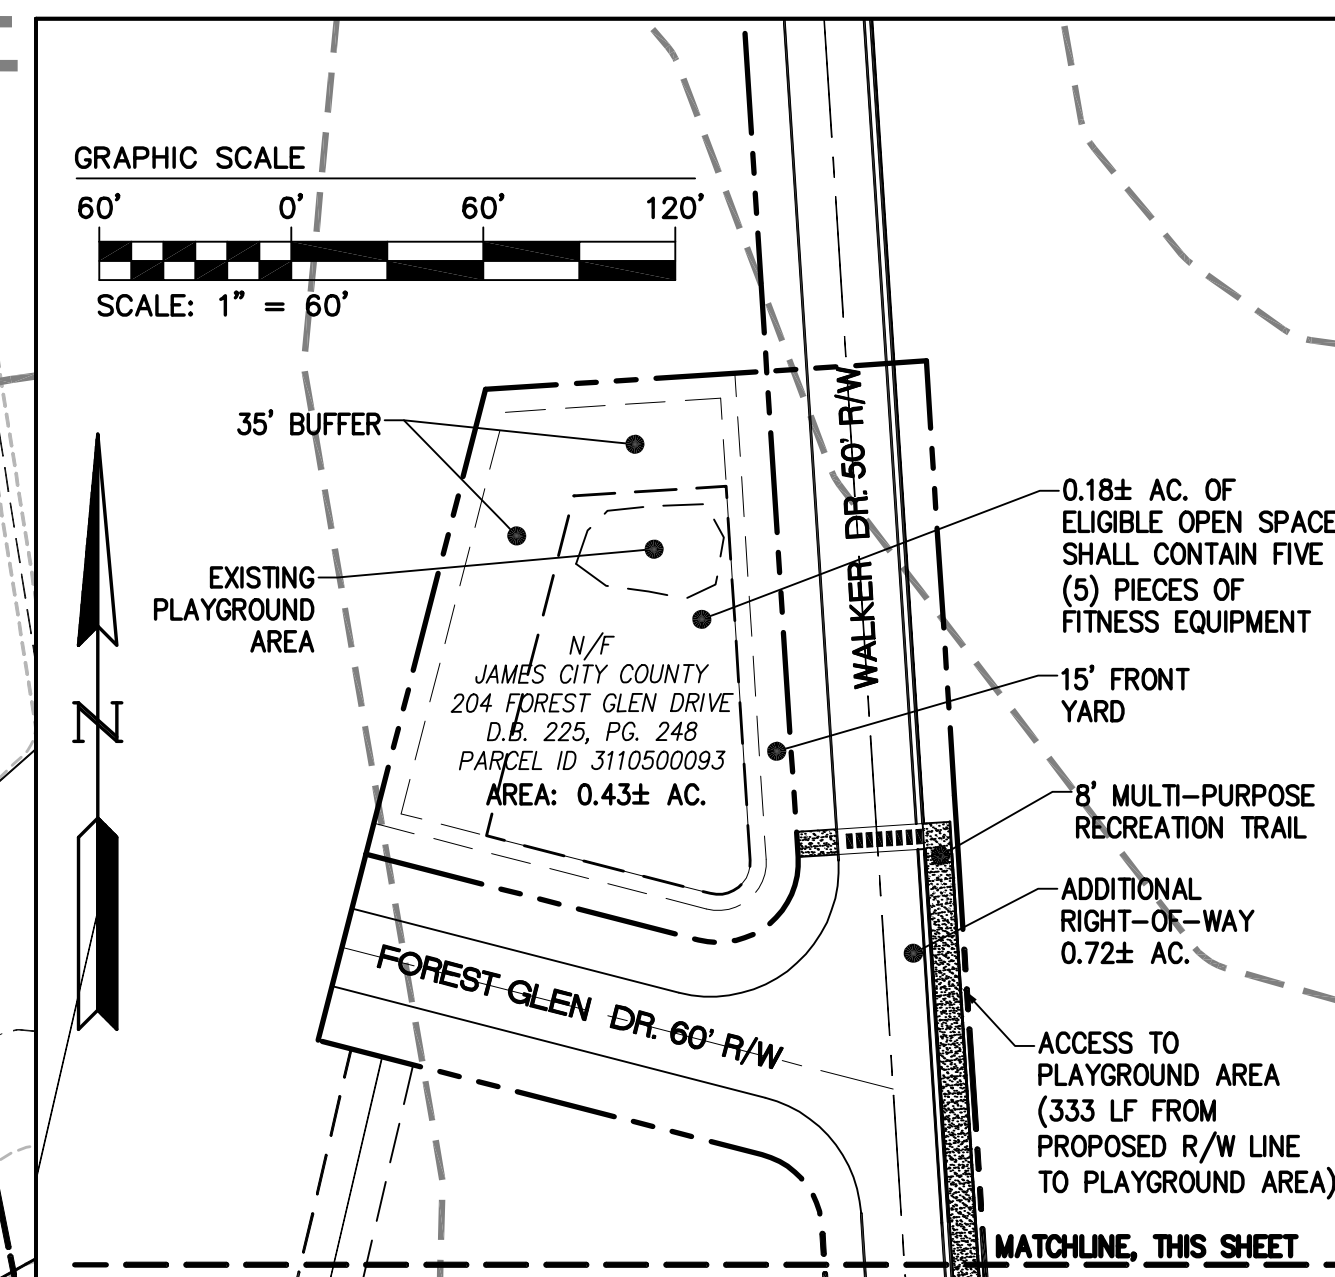 GRAPHIC SCALE
60' 0' 60' 120'
SCALE: 1" = 60'
35' BUFFER
EXISTING
PLAYGROUND
AREA
N/F
JAMES CITY COUNTY
204 FOREST GLEN DRIVE
D.B. 225, PG. 248
PARCEL ID 3110500093
AREA: 0.43± AC.
WALKER DR. 50' R/W
0.18± AC. OF
ELIGIBLE OPEN SPACE
SHALL CONTAIN FIVE
(5) PIECES OF
FITNESS EQUIPMENT
15' FRONT
YARD
8' MULTI-PURPOSE
RECREATION TRAIL
ADDITIONAL
RIGHT-OF-WAY
0.72± AC.
N
FOREST GLEN DR. 60' R/W
ACCESS TO
PLAYGROUND AREA
(333 LF FROM
PROPOSED R/W LINE
TO PLAYGROUND AREA)
MATCHLINE, THIS SHEET